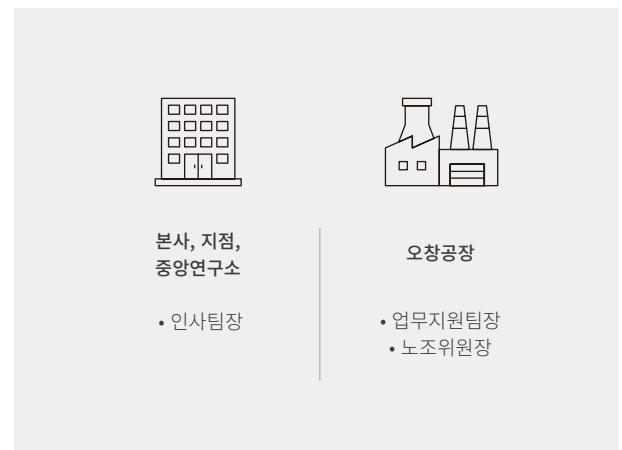 본사, 지점,
중앙연구소
• 인사팀장
오창공장
• 업무지원팀장
• 노조위원장